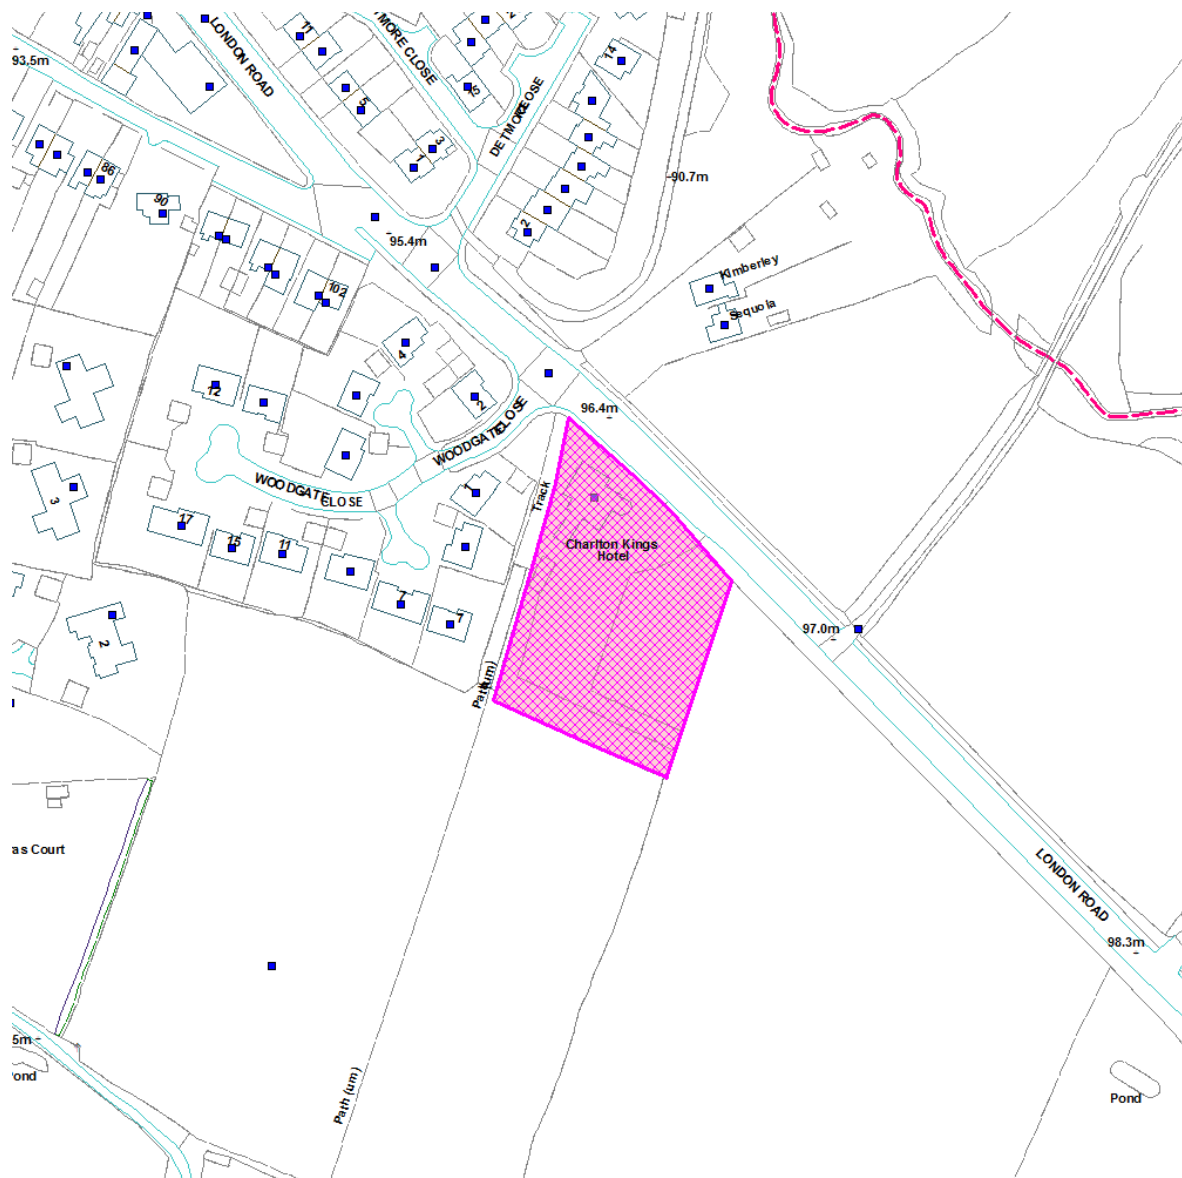 11
2
14
LONDON ROAD
TMORE CLOSE
93.5m
15
5
DETMORE CLOSE
3
1
86
90
90.7m
2
95.4m
102
Kimberley
Sequoia
4
12
2
96.4m
WOODGATE CLOSE
WOODGATE CLOSE
1
Track
3
17
15
11
Charlton Kings
Hotel
7
7
97.0m
2
Path (um)
as Court
LONDON ROAD
98.3m
5m
ond
Path (um)
Pond